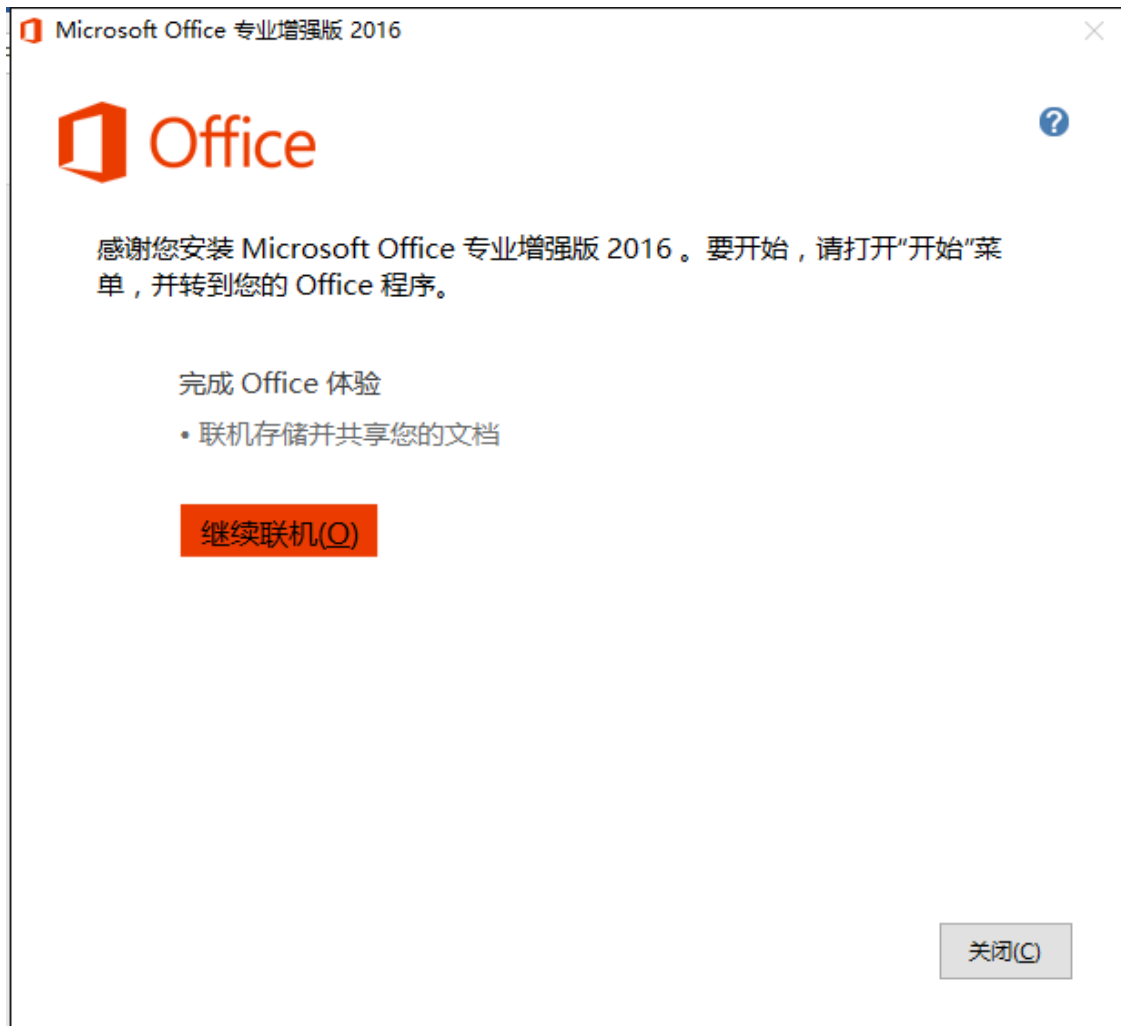 Microsoft Office 专业增强版 2016
Office
?
感谢您安装 Microsoft Office 专业增强版 2016 。要开始，请打开“开始”菜
单，并转到您的 Office 程序。
完成 Office 体验
• 联机存储并共享您的文档
继续联机(O)
关闭(C)